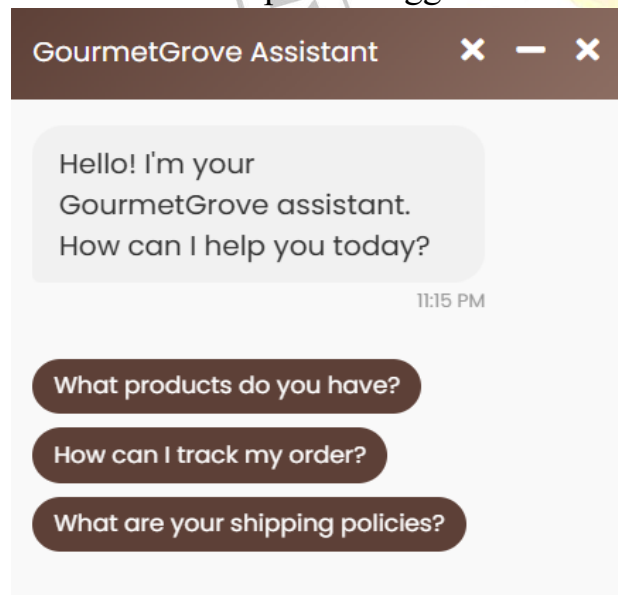 GourmetGrove Assistant
Hello! I'm your
GourmetGrove assistant.
How can I help you today?
11:15 PM
What products do you have?
How can I track my order?
What are your shipping policies?